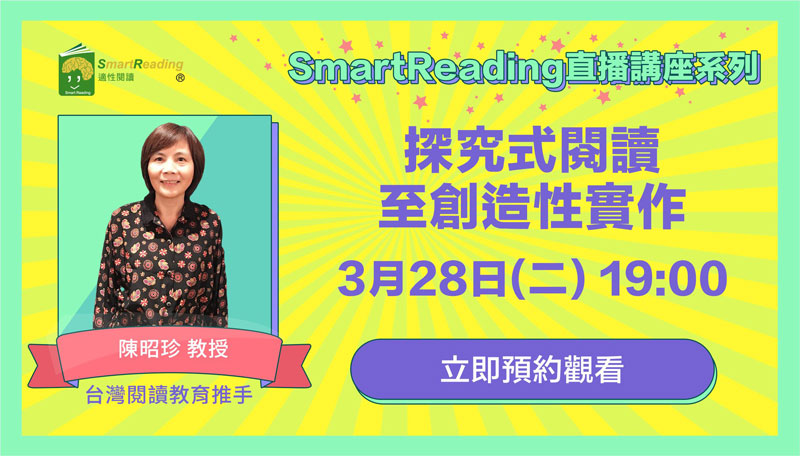 SmartReading
適性閱讀
®
Smart Reading
SmartReading直播講座系列
探究式閱讀
至創造性實作
3月28日(二) 19:00
立即預約觀看
陳昭珍 教授
台灣閱讀教育推手